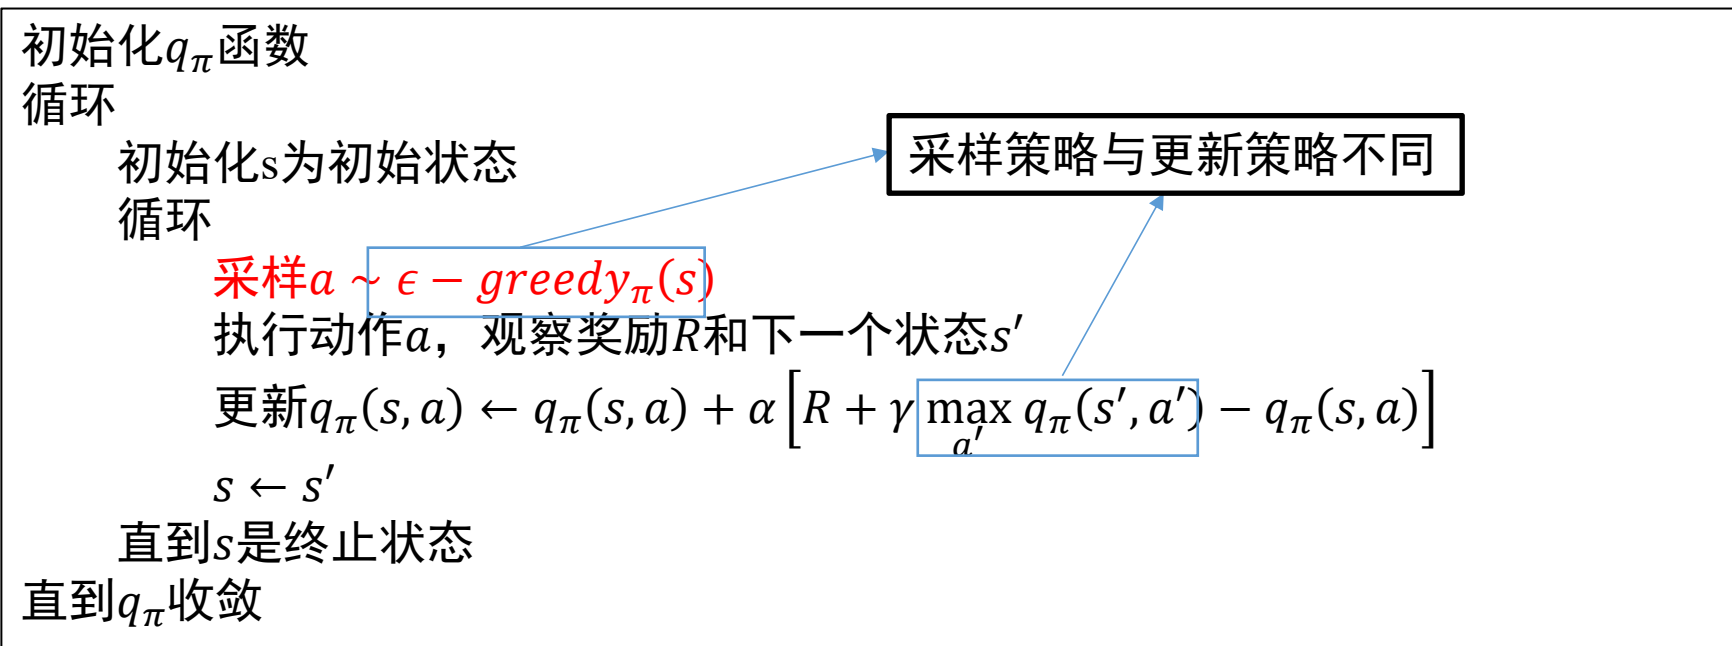 初始化qπ函数
循环
初始化s为初始状态
采样策略与更新策略不同
循环
采样a ~ ϵ − greedyπ(s)
执行动作a，观察奖励R和下一个状态s′
更新qπ(s, a) ← qπ(s, a) + α [R + γ max a′ qπ(s′, a′) − qπ(s, a)]
s ← s′
直到s是终止状态
直到qπ收敛